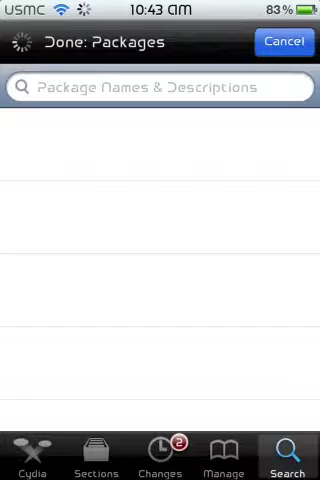 USMC 10:43 AM 83%
Done: Packages Cancel
Package Names & Descriptions
2
Cydia Sections Changes Manage Search